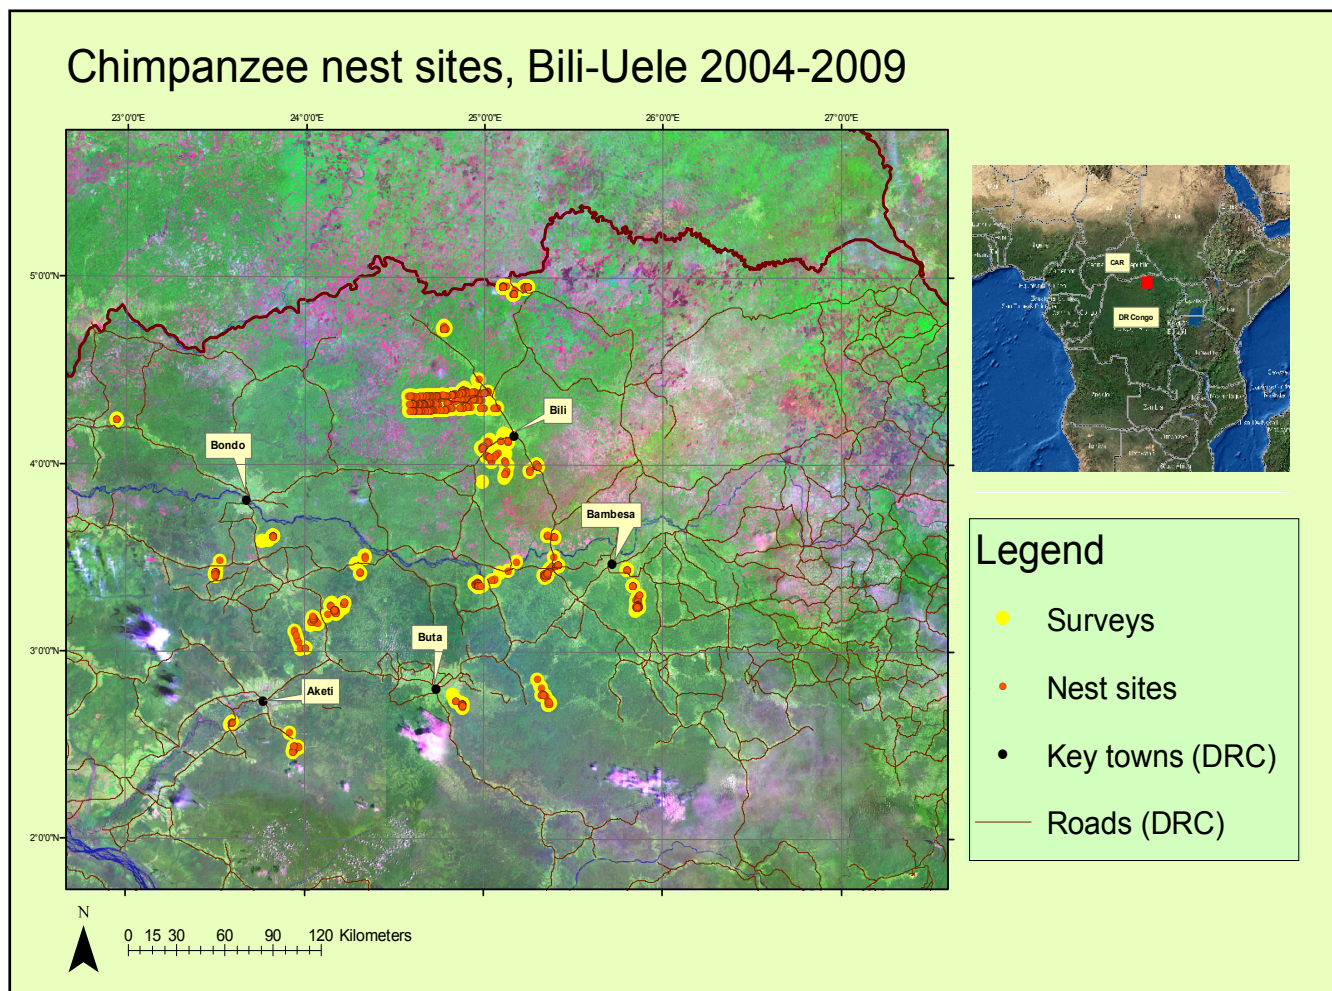 Chimpanzee nest sites, Bili-Uele 2004-2009
23°0'0"E 24°0'0"E 25°0'0"E 26°0'0"E 27°0'0"E
5°0'0"N
4°0'0"N
3°0'0"N
2°0'0"N
Bili
Bondo
Bambesa
Buta
Aketi
CAR
DR Congo
Legend
Surveys
Nest sites
Key towns (DRC)
Roads (DRC)
N
0 15 30 60 90 120 Kilometers